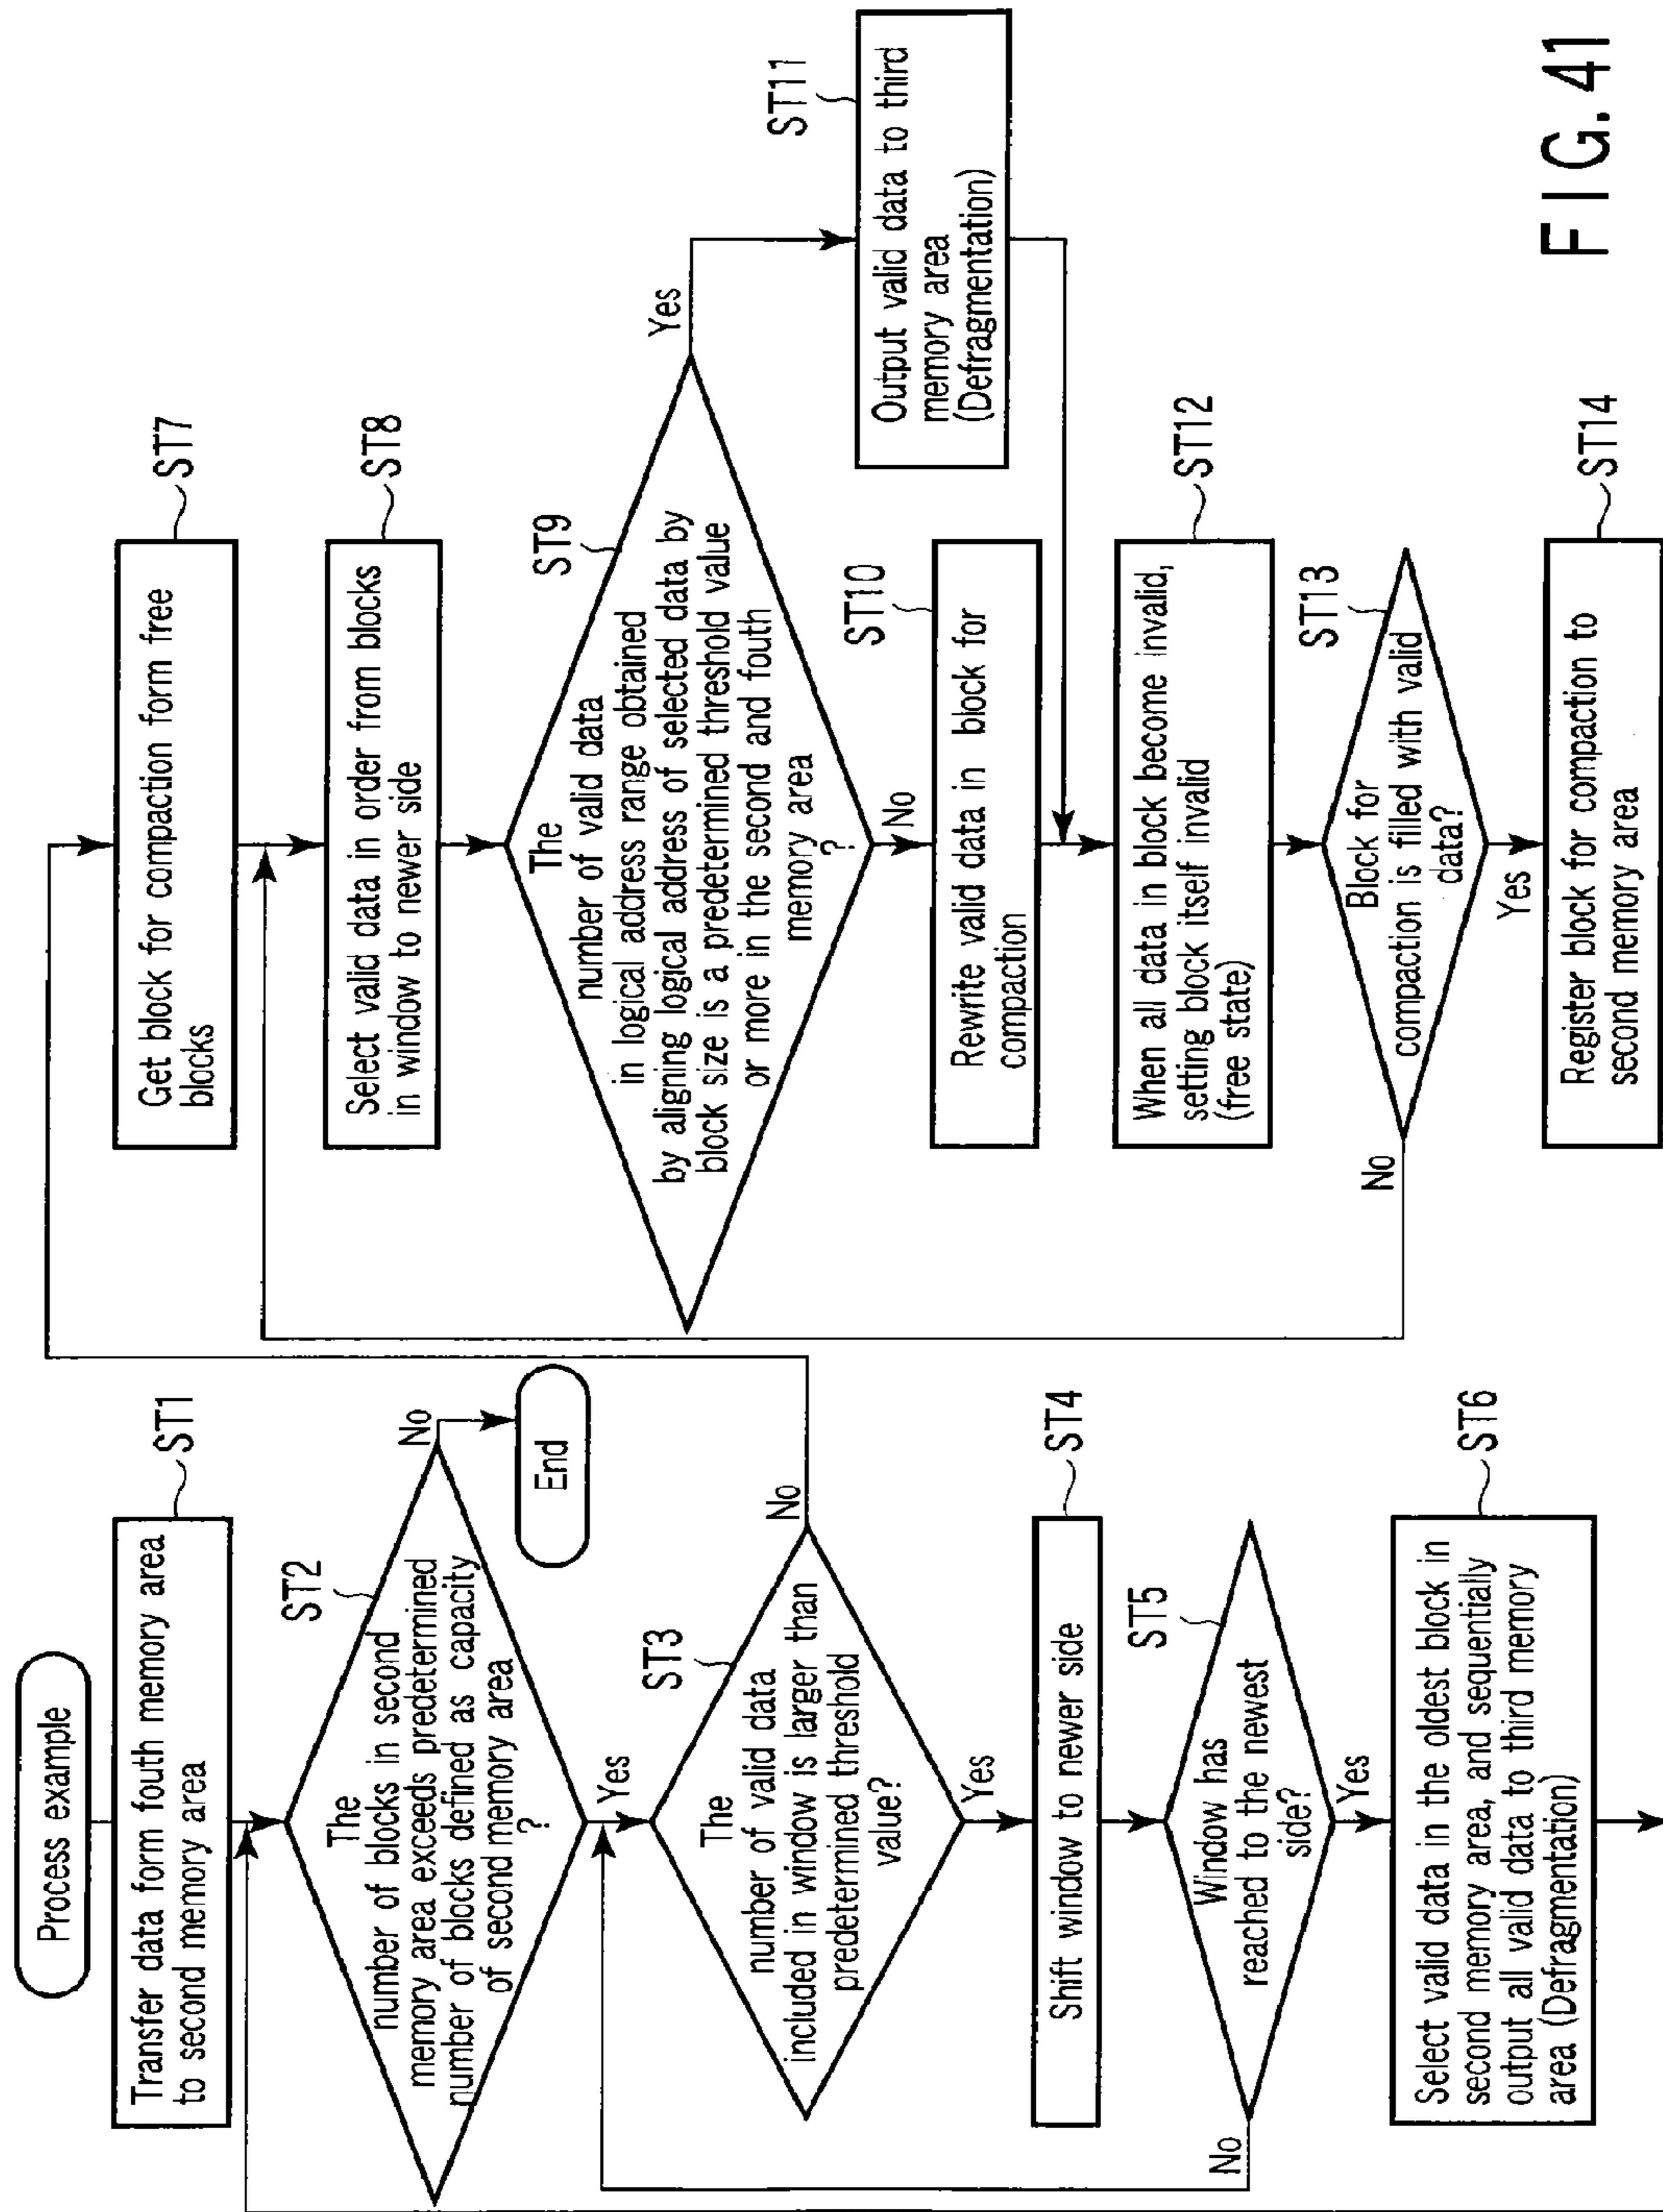 Process example
Transfer data form fouth memory area
to second memory area
ST1
ST2
The
number of blocks in second
memory area exceeds predetermined
number of blocks defined as capacity
of second memory area
?
No
End
Yes
ST3
The
number of valid data
included in window is larger than
predetermined threshold
value?
No
Yes
Shift window to newer side
ST4
ST5
Window has
reached to the newest
side?
No
Yes
Select valid data in the oldest block in
second memory area, and sequentially
output all valid data to third memory
area (Defragmentation)
ST6
Get block for compaction form free
blocks
ST7
Select valid data in order from blocks
in window to newer side
ST8
ST9
The
number of valid data
in logical address range obtained
by aligning logical address of selected data by
block size is a predetermined threshold value
or more in the second and fouth
memory area
?
Yes
No
ST10
Rewrite valid data in block for
compaction
ST11
Output valid data to third
memory area
(Defragmentation)
When all data in block become invalid,
setting block itself invalid
(free state)
ST12
ST13
Block for
compaction is filled with valid
data?
No
Yes
Register block for compaction to
second memory area
ST14
FIG. 41